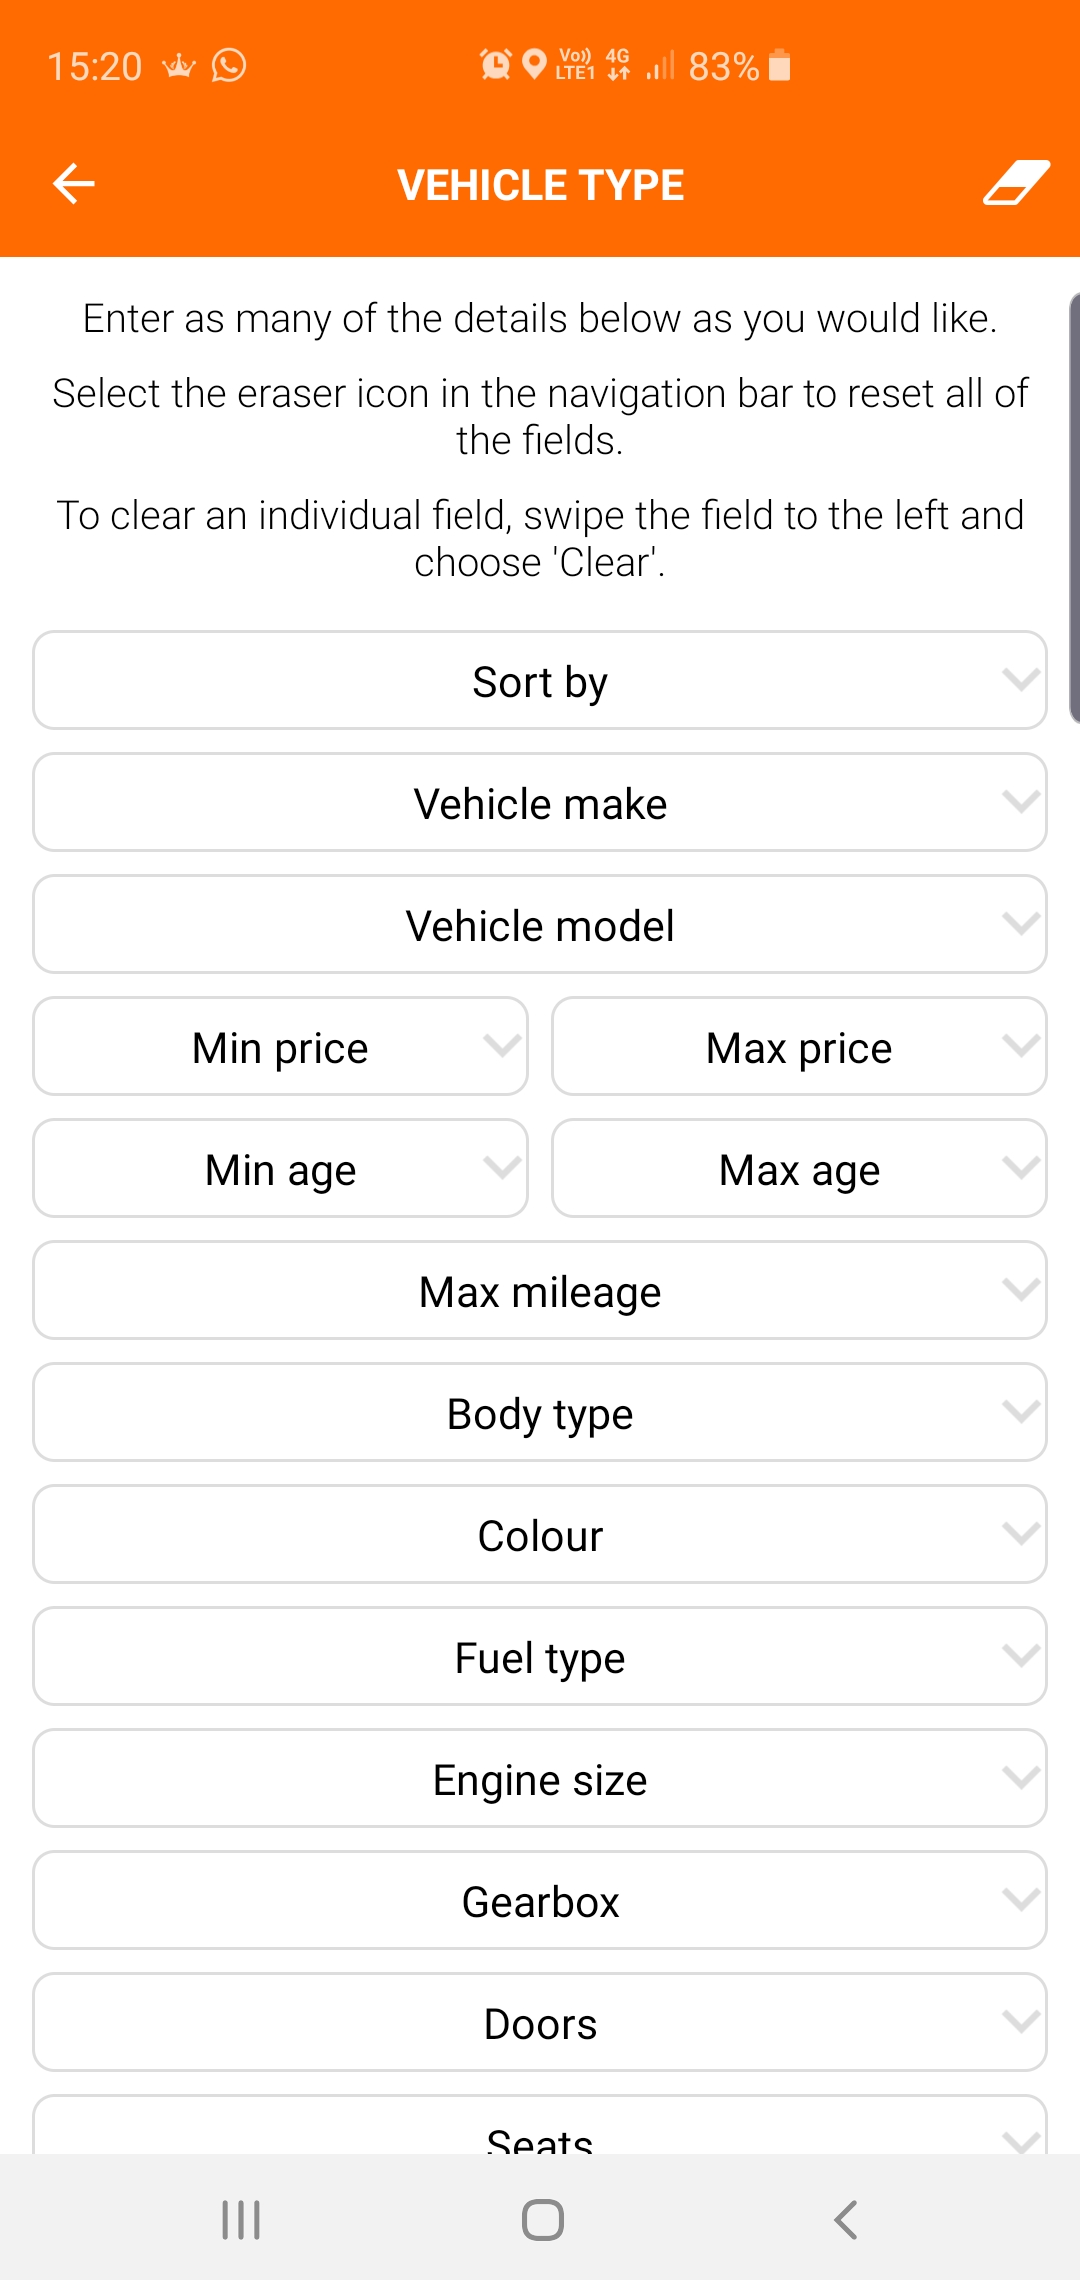 15:20
Vo)) 4G
LTE1
83%
VEHICLE TYPE
Enter as many of the details below as you would like.
Select the eraser icon in the navigation bar to reset all of
the fields.
To clear an individual field, swipe the field to the left and
choose 'Clear'.
Sort by
Vehicle make
Vehicle model
Min price
Max price
Min age
Max age
Max mileage
Body type
Colour
Fuel type
Engine size
Gearbox
Doors
Seats